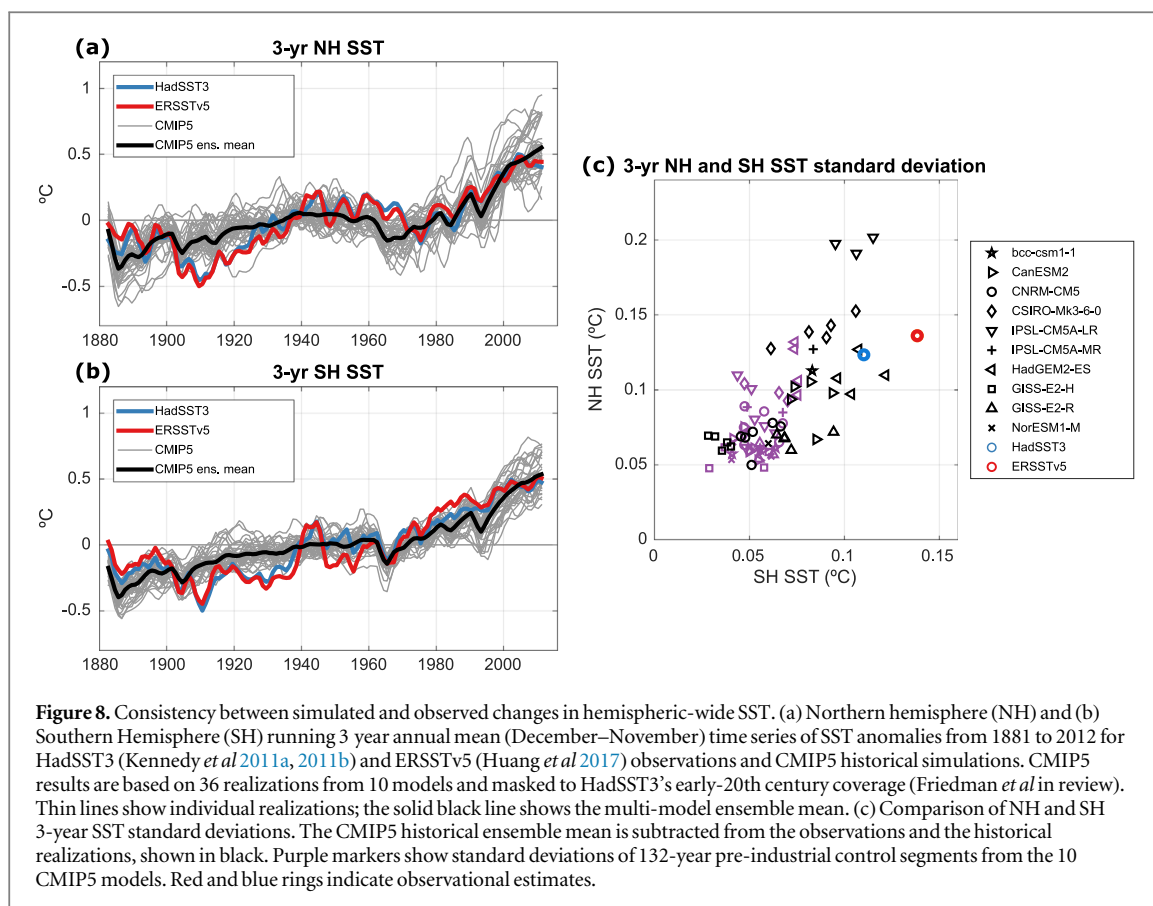 (a)
3-yr NH SST
HadSST3
ERSSTv5
CMIP5
CMIP5 ens. mean
1
0.5
0
-0.5
ºC
1880 1900 1920 1940 1960 1980 2000
(b)
3-yr SH SST
HadSST3
ERSSTv5
CMIP5
CMIP5 ens. mean
1
0.5
0
-0.5
ºC
1880 1900 1920 1940 1960 1980 2000
(c) 3-yr NH and SH SST standard deviation
0.2
0.15
0.1
0.05
0
NH SST (ºC)
0 0.05 0.1 0.15
SH SST (ºC)
bcc-csm1-1
CanESM2
CNRM-CM5
CSIRO-Mk3-6-0
IPSL-CM5A-LR
IPSL-CM5A-MR
HadGEM2-ES
GISS-E2-H
GISS-E2-R
NorESM1-M
HadSST3
ERSSTv5
Figure 8. Consistency between simulated and observed changes in hemispheric-wide SST. (a) Northern hemisphere (NH) and (b)
Southern Hemisphere (SH) running 3 year annual mean (December–November) time series of SST anomalies from 1881 to 2012 for
HadSST3 (Kennedy et al 2011a, 2011b) and ERSSTv5 (Huang et al 2017) observations and CMIP5 historical simulations. CMIP5
results are based on 36 realizations from 10 models and masked to HadSST3's early-20th century coverage (Friedman et al in review).
Thin lines show individual realizations; the solid black line shows the multi-model ensemble mean. (c) Comparison of NH and SH
3-year SST standard deviations. The CMIP5 historical ensemble mean is subtracted from the observations and the historical
realizations, shown in black. Purple markers show standard deviations of 132-year pre-industrial control segments from the 10
CMIP5 models. Red and blue rings indicate observational estimates.